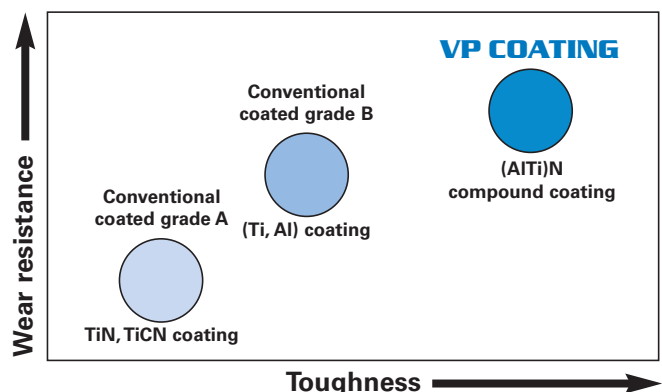 VP COATING
Conventional
coated grade B
(AlTi)N
compound coating
Conventional
coated grade A
(Ti, Al) coating
TiN, TiCN coating
Wear resistance
Toughness